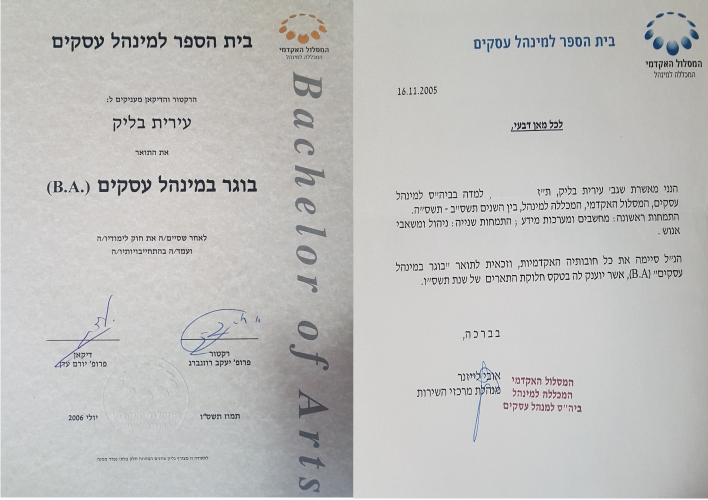 בית הספר למינהל עסקים
המסלול האקדמי
המכללה למינהל
הרקטור והדיקאן מעניקים ל:
עירית בליק
את התואר
בוגר במינהל עסקים (B.A.)
לאחר שסיים/ה את חוק לימודיו/ה
ועמד/ה בהתחייבויותיו/ה
רקטור
פרופ' יעקב רוזנברג
דיקאן
פרופ' יורם עדן
תמוז תשס"ו
יולי 2006
Bachelor of Arts
בית הספר למינהל עסקים
המסלול האקדמי
המכללה למינהל
16.11.2005
לכל מאן דבעי,
הנני מאשרת שגב' עירית בליק, ת"ז . למדה בביה"ס למינהל
עסקים, המסלול האקדמי, המכללה למינהל, בין השנים תשס"ב - תשס"ה.
התמחות ראשונה: מחשבים ומערכות מידע; התמחות שנייה: ניהול ומשאבי
אנוש.
הנ"ל סיימה את כל חובותיה האקדמיות, וזכאית לתואר "בוגר במינהל
עסקים" (B.A), אשר יוענק לה בטקס חלוקת התארים של שנת תשס"ו.
בברכה,
לייזנר
מנהלת מרכזי השירות
המסלול האקדמי
המכללה למינהל
ביה"ס למנהל עסקים